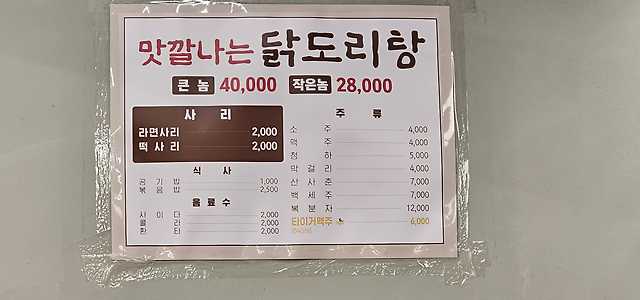 맛깔나는 닭도리탕
큰 놈 40,000 작은놈 28,000
사 리
라면사리 2,000
떡 사 리 2,000
식 사
공 기 밥 1,000
볶 음 밥 2,500
음 료 수
사 이 다 2,000
콜 라 2,000
환 타 2,000
주 류
소 주 4,000
맥 주 4,000
청 하 5,000
막 걸 리 4,000
산 사 춘 7,000
백 세 주 7,000
복 분 자 12,000
타이거맥주 6,000